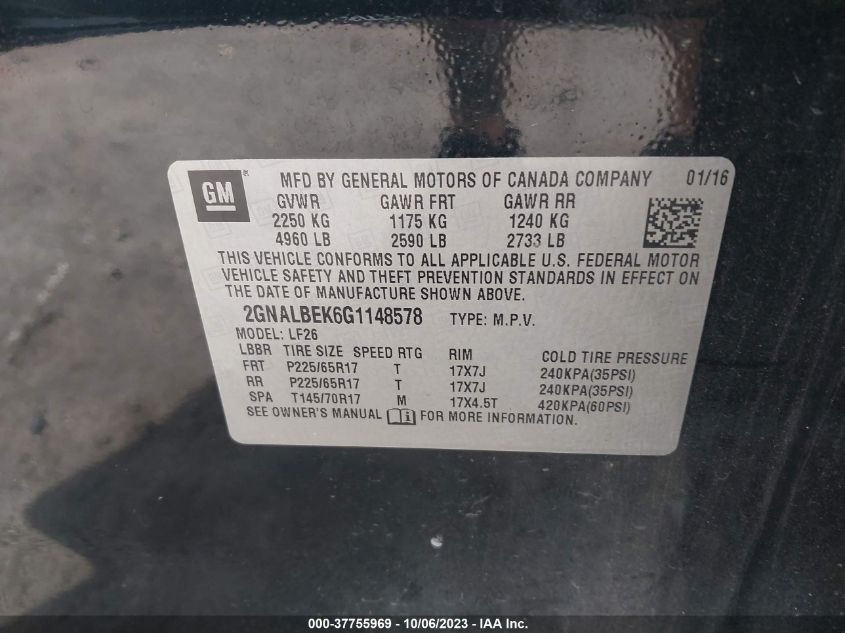 GM ® MFD BY GENERAL MOTORS OF CANADA COMPANY 01/16
GVWR GAWR FRT GAWR RR
2250 KG 1175 KG 1240 KG
4960 LB 2590 LB 2733 LB
THIS VEHICLE CONFORMS TO ALL APPLICABLE U.S. FEDERAL MOTOR
VEHICLE SAFETY AND THEFT PREVENTION STANDARDS IN EFFECT ON
THE DATE OF MANUFACTURE SHOWN ABOVE.
2GNALBEK6G1148578 TYPE: M.P.V.
MODEL: LF26
LBBR TIRE SIZE SPEED RTG RIM COLD TIRE PRESSURE
FRT P225/65R17 T 17X7J 240KPA(35PSI)
RR P225/65R17 T 17X7J 240KPA(35PSI)
SPA T145/70R17 M 17X4.5T 420KPA(60PSI)
SEE OWNER'S MANUAL FOR MORE INFORMATION.
000-37755969 - 10/06/2023 - IAA Inc.